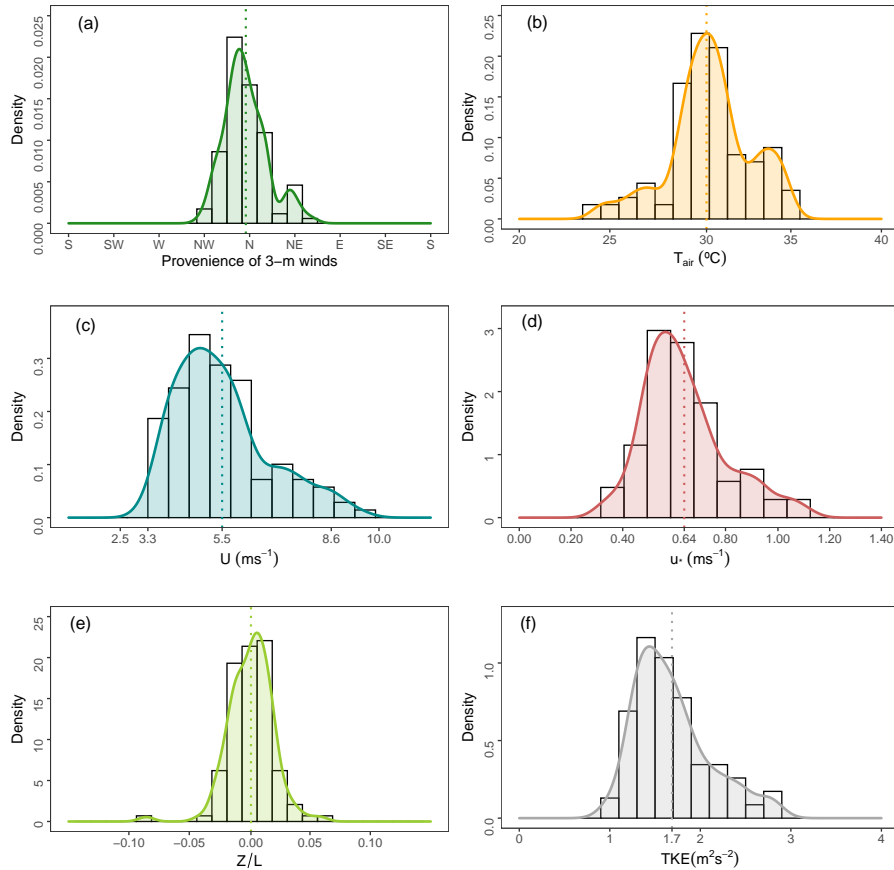 (a)
Density
0.000 0.005 0.010 0.015 0.020 0.025
S SW W NW N NE E SE S
Provenience of 3−m winds
(b)
Density
0.00 0.05 0.10 0.15 0.20 0.25
20 25 30 35 40
Tair (ºC)
(c)
Density
0.0 0.1 0.2 0.3
2.5 3.3 5.5 8.6 10.0
U (ms−1)
(d)
Density
0 1 2 3
0.00 0.20 0.40 0.64 0.80 1.00 1.20 1.40
u* (ms−1)
(e)
Density
0 5 10 15 20 25
−0.10 −0.05 0.00 0.05 0.10
Z/L
(f)
Density
0.0 0.5 1.0
0 1 1.7 2 3 4
TKE(m2s−2)